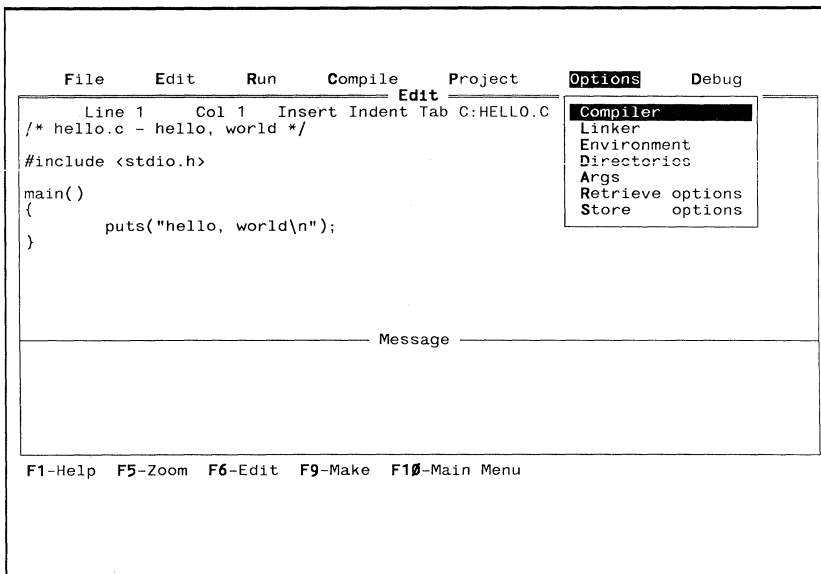 File Edit Run Compile Project Options Debug
Edit
Line 1 Col 1 Insert Indent Tab C:HELLO.C
/* hello.c – hello, world */
#include <stdio.h>
main()
{
puts("hello, world\n");
}
Compiler
Linker
Environment
Directories
Args
Retrieve options
Store options
Message
F1-Help F5-Zoom F6-Edit F9-Make F10-Main Menu